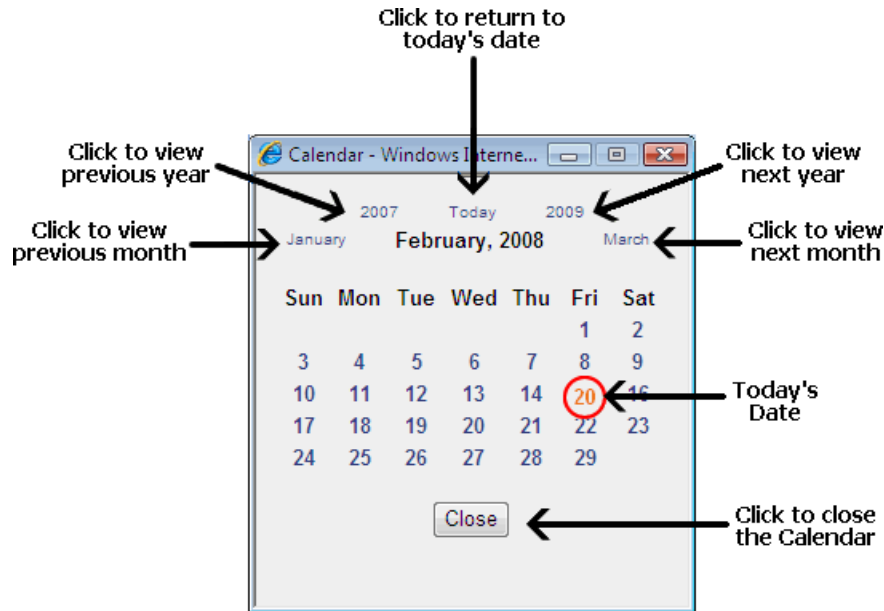 Click to return to
today's date
Calendar - Windows Interne...
Click to view
previous year
Click to view
next year
2007 Today 2009
Click to view
previous month
January February, 2008 March
Click to view
next month
Sun Mon Tue Wed Thu Fri Sat
1 2
3 4 5 6 7 8 9
10 11 12 13 14 20 16
Today's
Date
17 18 19 20 21 22 23
24 25 26 27 28 29
Close
Click to close
the Calendar